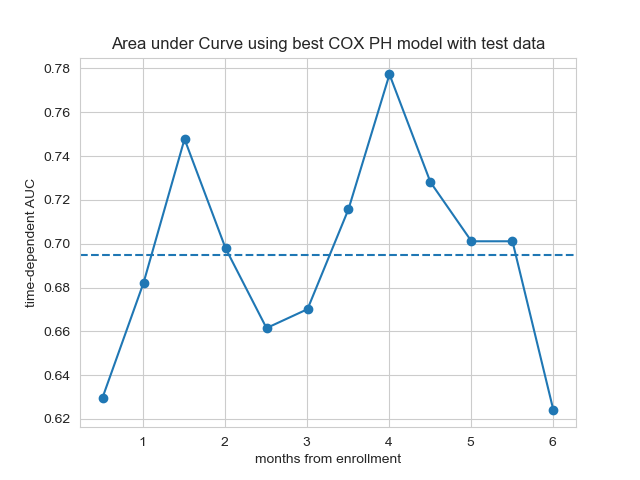 Area under Curve using best COX PH model with test data
0.78
0.76
0.74
0.72
0.70
0.68
0.66
0.64
0.62
time-dependent AUC
1 2 3 4 5 6
months from enrollment